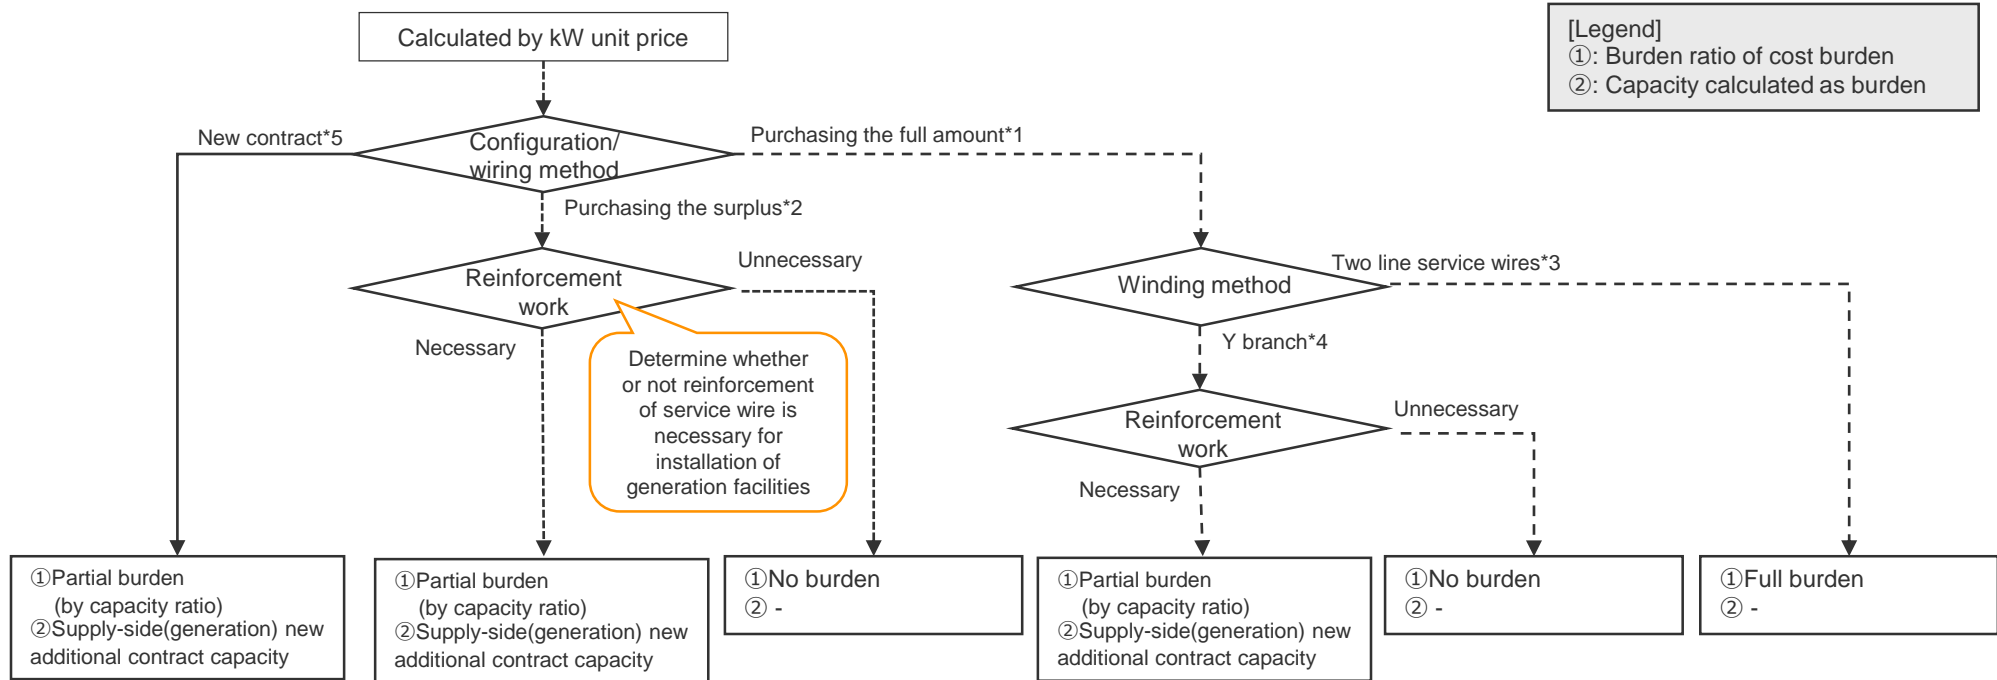 Calculated by kW unit price
[Legend]
①: Burden ratio of cost burden
②: Capacity calculated as burden
New contract*5
Configuration/
wiring method
Purchasing the full amount*1
Purchasing the surplus*2
Reinforcement
work
Unnecessary
Necessary
Determine whether
or not reinforcement
of service wire is
necessary for
installation of
generation facilities
Winding method
Two line service wires*3
Y branch*4
Reinforcement
work
Unnecessary
Necessary
①Partial burden
(by capacity ratio)
②Supply-side(generation) new
additional contract capacity
①Partial burden
(by capacity ratio)
②Supply-side(generation) new
additional contract capacity
①No burden
② -
①Partial burden
(by capacity ratio)
②Supply-side(generation) new
additional contract capacity
①No burden
② -
①Full burden
② -